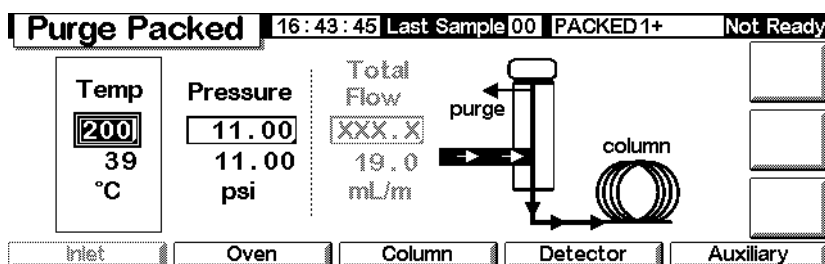 Purge Packed 16:43:45 Last Sample 00 PACKED1+ Not Ready
Temp
200
39
°C
Pressure
11.00
11.00
psi
Total
Flow
XXX.X
19.0
mL/m
purge
column
Inlet Oven Column Detector Auxiliary